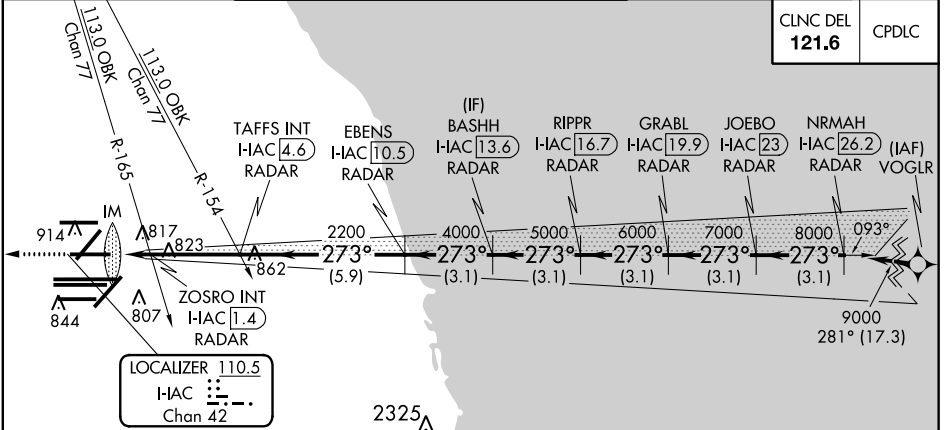 CLNC DEL
121.6
CPDLC
113.0 OBK
Chan 77
113.0 OBK
Chan 77
R-165
R-154
TAFFS INT
I-IAC 4.6
RADAR
EBENS
I-IAC 10.5
RADAR
(IF)
BASHH
I-IAC 13.6
RADAR
RIPPR
I-IAC 16.7
RADAR
GRABL
I-IAC 19.9
RADAR
JOEBO
I-IAC 23
RADAR
NRMAH
I-IAC 26.2
RADAR
(IAF)
VOGLR
IM
914
817
823
862
844
807
2200
273°
(5.9)
4000
273°
(3.1)
5000
273°
(3.1)
6000
273°
(3.1)
7000
273°
(3.1)
8000
273°
(3.1)
093°
9000
281° (17.3)
ZOSRO INT
I-IAC 1.4
RADAR
LOCALIZER 110.5
I-IAC
Chan 42
2325